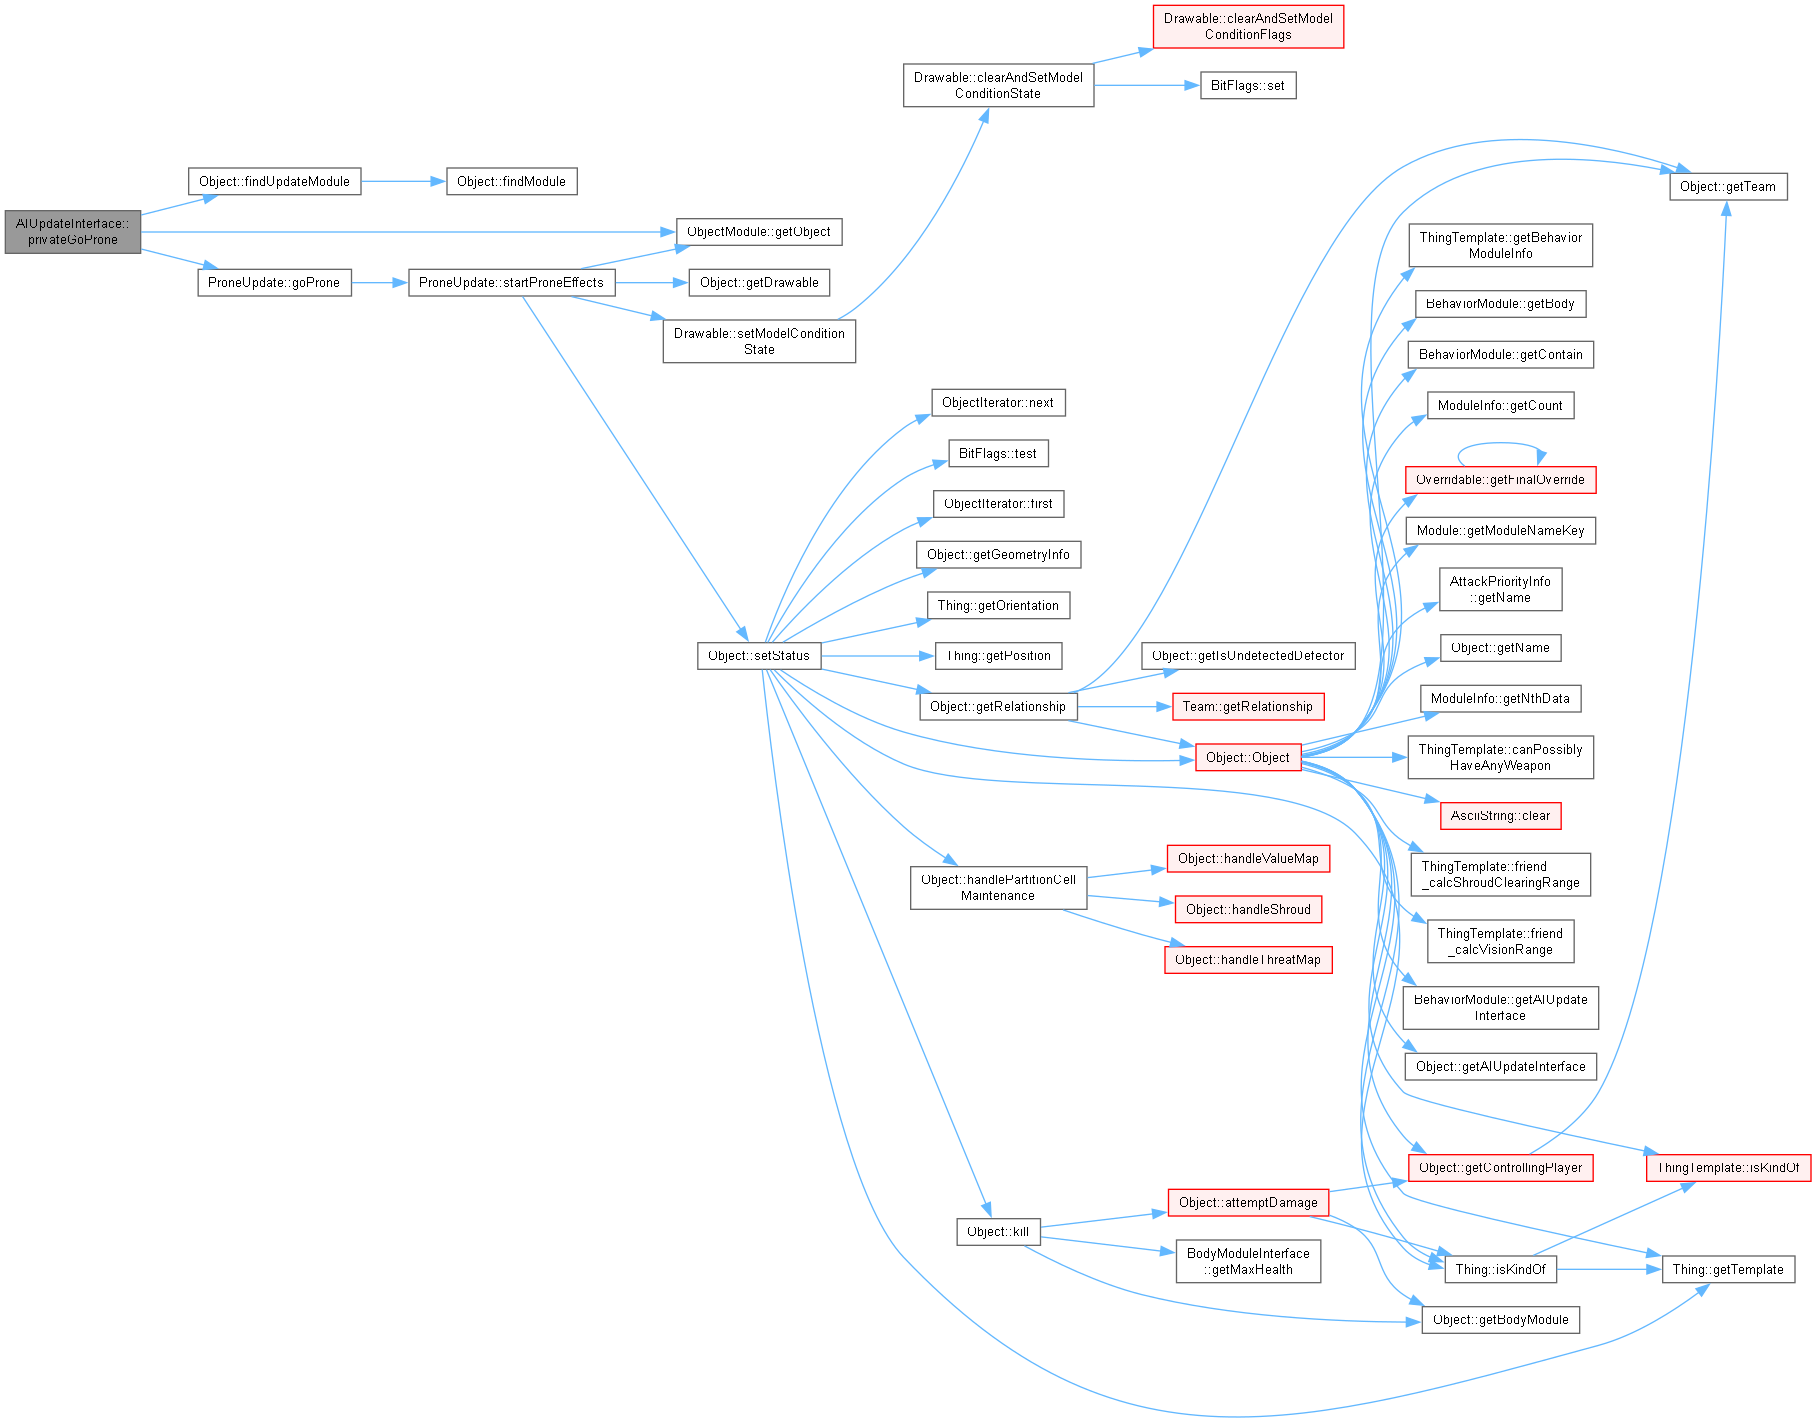 AIUpdateInterface::
privateGoProne
Object::findUpdateModule
Object::findModule
ObjectModule::getObject
ProneUpdate::goProne
ProneUpdate::startProneEffects
Object::getDrawable
Drawable::setModelCondition
State
Drawable::clearAndSetModel
ConditionState
Drawable::clearAndSetModel
ConditionFlags
BitFlags::set
Object::setStatus
ObjectIterator::next
BitFlags::test
ObjectIterator::first
Object::getGeometryInfo
Thing::getOrientation
Thing::getPosition
Object::getRelationship
Object::handlePartitionCell
Maintenance
Object::kill
Object::getIsUndetectedDefector
Team::getRelationship
Object::Object
Object::handleValueMap
Object::handleShroud
Object::handleThreatMap
Object::attemptDamage
BodyModuleInterface
::getMaxHealth
Object::getTeam
ThingTemplate::getBehavior
ModuleInfo
BehaviorModule::getBody
BehaviorModule::getContain
ModuleInfo::getCount
Overridable::getFinalOverride
Module::getModuleNameKey
AttackPriorityInfo
::getName
Object::getName
ModuleInfo::getNthData
ThingTemplate::canPossibly
HaveAnyWeapon
AsciiString::clear
ThingTemplate::friend
_calcShroudClearingRange
ThingTemplate::friend
_calcVisionRange
BehaviorModule::getAIUpdate
Interface
Object::getAIUpdateInterface
Object::getControllingPlayer
ThingTemplate::isKindOf
Thing::isKindOf
Thing::getTemplate
Object::getBodyModule